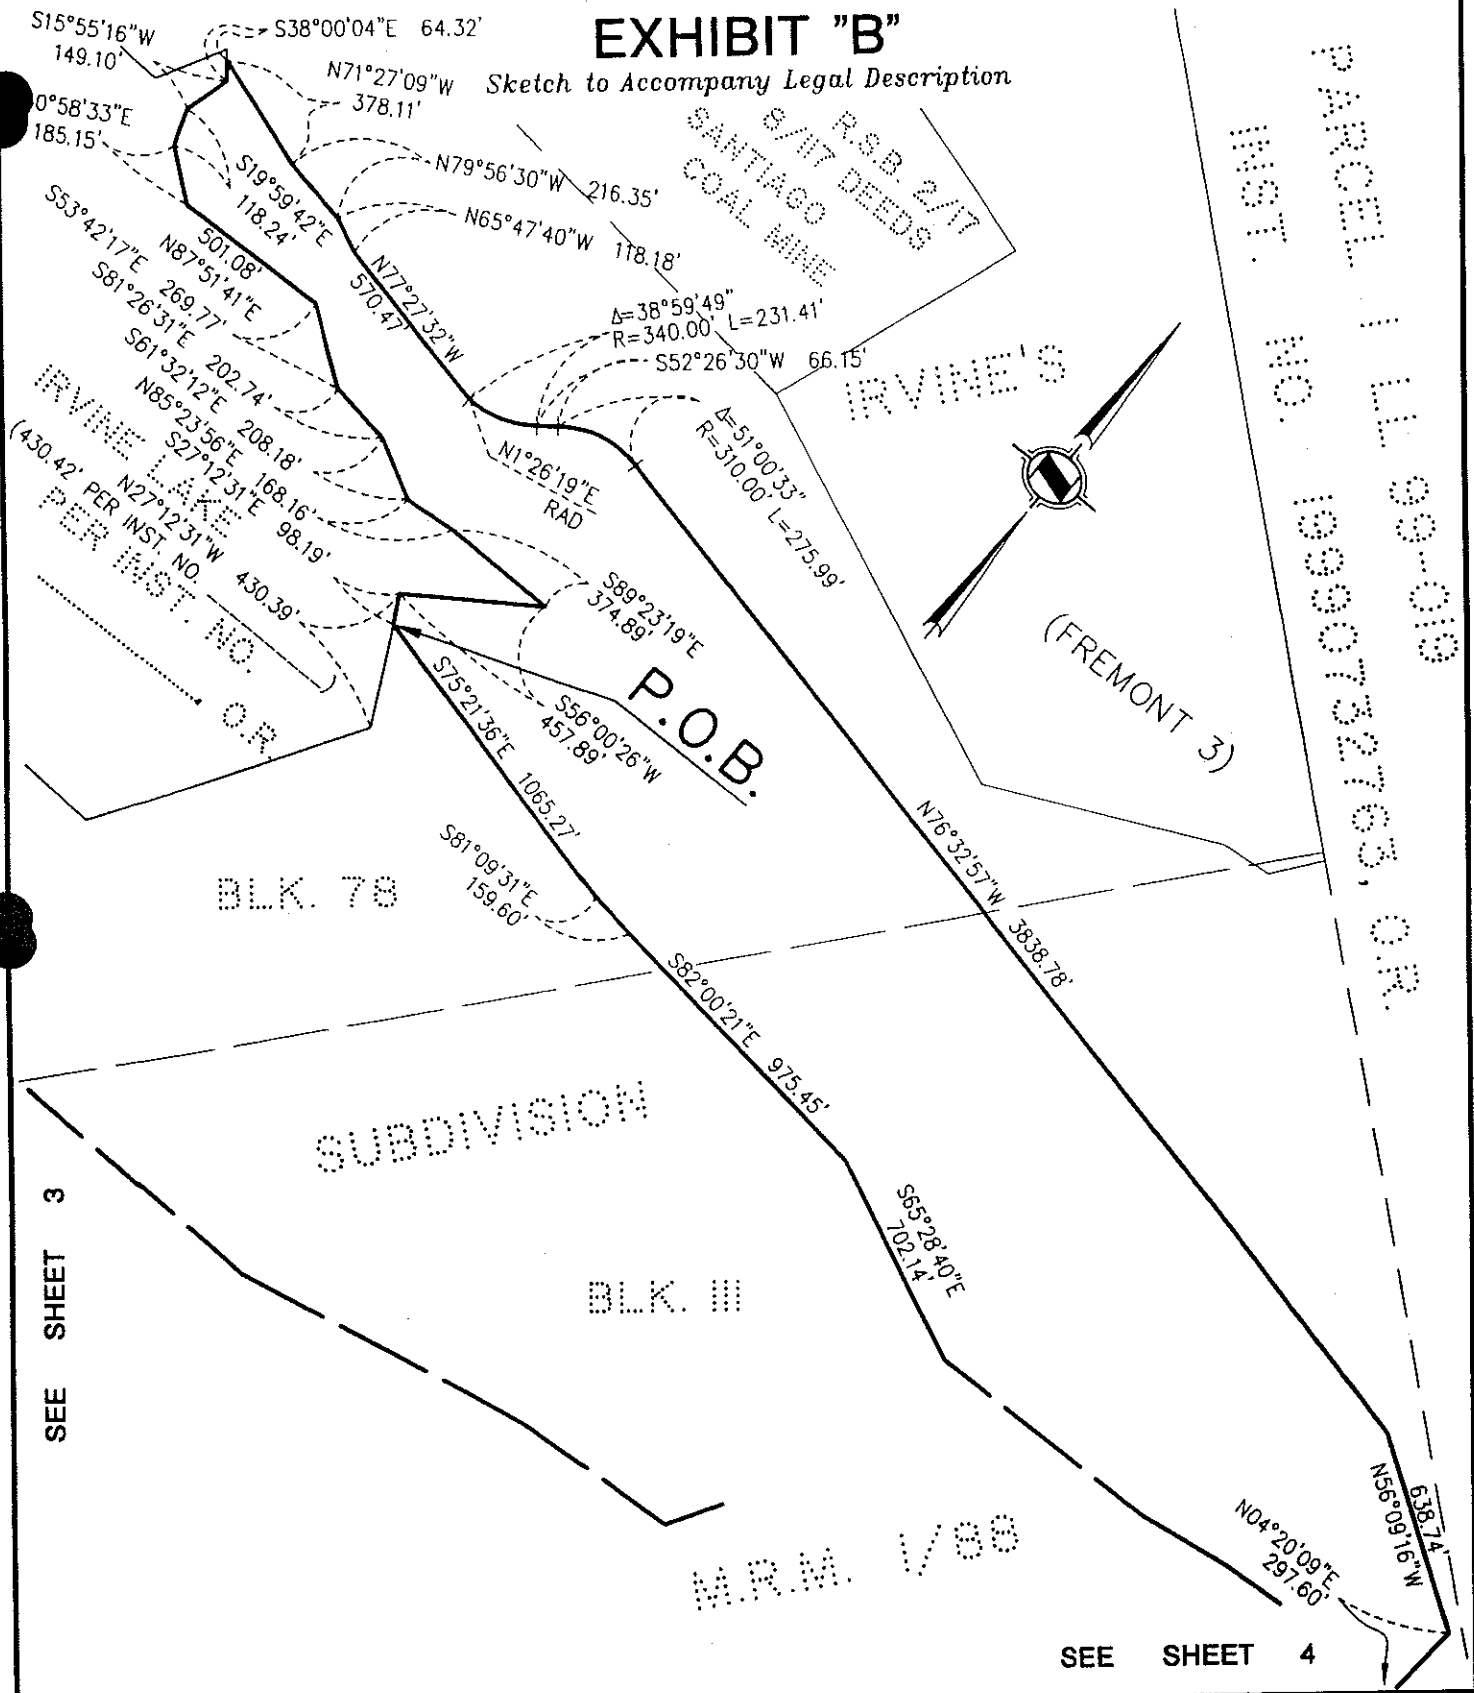 EXHIBIT "B"
Sketch to Accompany Legal Description
S15°55'16"W
149.10'
S38°00'04"E 64.32'
N71°27'09"W
378.11'
0°58'33"E
185.15'
S19°59'42"E
118.24'
N79°56'30"W 216.35'
N65°47'40"W 118.18'
R.S.B. 2/17
8/117 DEEDS
SANTIAGO
COAL MINE
PARCEL 1 LL 99-019
INST. NO. 19990732763, O.R.
501.08'
N87°51'41"E
S53°42'17"E 269.77'
S81°26'31"E 202.74'
S61°32'12"E 208.18'
N85°23'56"E 168.16'
S27°12'31"E 98.19'
N27°12'31"W 430.39'
(430.42' PER INST. NO.
)
IRVINE LAKE
PER INST. NO.
O.R.
N77°27'32"W
570.47'
Δ=38°59'49"
R=340.00' L=231.41'
S52°26'30"W 66.15'
N1°26'19"E
RAD
Δ=51°00'33"
R=310.00' L=275.99'
IRVINE'S
(FREMONT 3)
S89°23'19"E
374.89'
P.O.B.
S56°00'26"W
457.89'
S75°21'36"E 1065.27'
S81°09'31"E
159.60'
BLK. 78
N76°32'57"W 3838.78'
S82°00'21"E 975.45'
SUBDIVISION
S65°28'40"E
702.14'
BLK. 111
SEE SHEET 3
M.R.M. 1/88
N56°09'16"W
638.74'
N04°20'09"E
297.60'
SEE SHEET 4